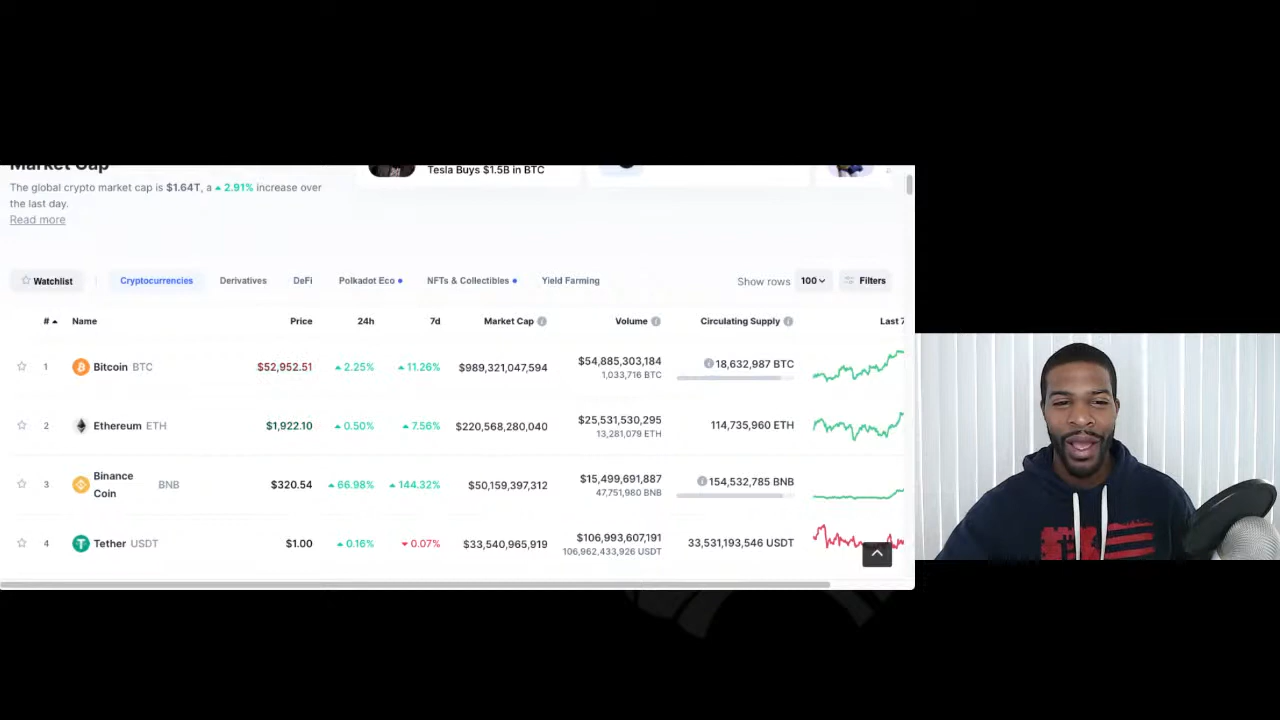 Market Cap
Tesla Buys $1.5B in BTC
The global crypto market cap is $1.64T, a 2.91% increase over
the last day.
Read more
Watchlist
Cryptocurrencies
Derivatives
DeFi
Polkadot Eco
NFTs & Collectibles
Yield Farming
Show rows
100
Filters
# Name Price 24h 7d Market Cap Volume Circulating Supply Last 7
1 Bitcoin BTC $52,952.51 2.25% 11.26% $989,321,047,594 $54,885,303,184 18,632,987 BTC
1,033,716 BTC
2 Ethereum ETH $1,922.10 0.50% 7.56% $220,568,280,040 $25,531,530,295 114,735,960 ETH
13,281,079 ETH
3 Binance Coin BNB $320.54 66.98% 144.32% $50,159,397,312 $15,499,691,887 154,532,785 BNB
47,751,980 BNB
4 Tether USDT $1.00 0.16% 0.07% $33,540,965,919 $106,993,607,191 33,531,193,546 USDT
106,962,433,926 USDT